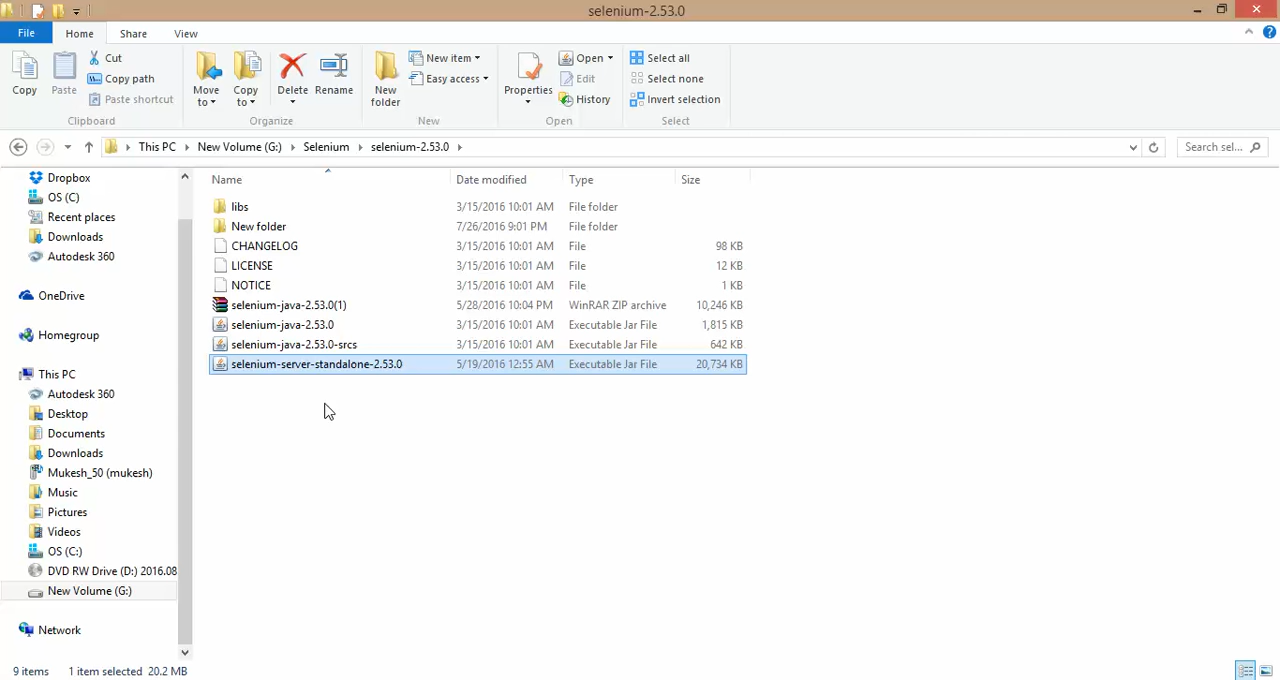 selenium-2.53.0
File Home Share View
Copy
Paste
Cut
Copy path
Paste shortcut
Clipboard
Move to
Copy to
Delete
Rename
Organize
New folder
New item
Easy access
New
Properties
Open
Edit
History
Open
Select all
Select none
Invert selection
Select
This PC New Volume (G:) Selenium selenium-2.53.0
Search sel...
Dropbox
OS (C)
Recent places
Downloads
Autodesk 360
OneDrive
Homegroup
This PC
Autodesk 360
Desktop
Documents
Downloads
Mukesh_50 (mukesh)
Music
Pictures
Videos
OS (C:)
DVD RW Drive (D:) 2016.08
New Volume (G:)
Network
Name Date modified Type Size
libs 3/15/2016 10:01 AM File folder
New folder 7/26/2016 9:01 PM File folder
CHANGELOG 3/15/2016 10:01 AM File 98 KB
LICENSE 3/15/2016 10:01 AM File 12 KB
NOTICE 3/15/2016 10:01 AM File 1 KB
selenium-java-2.53.0(1) 5/28/2016 10:04 PM WinRAR ZIP archive 10,246 KB
selenium-java-2.53.0 3/15/2016 10:01 AM Executable Jar File 1,815 KB
selenium-java-2.53.0-srcs 3/15/2016 10:01 AM Executable Jar File 642 KB
selenium-server-standalone-2.53.0 5/19/2016 12:55 AM Executable Jar File 20,734 KB
9 items 1 item selected 20.2 MB